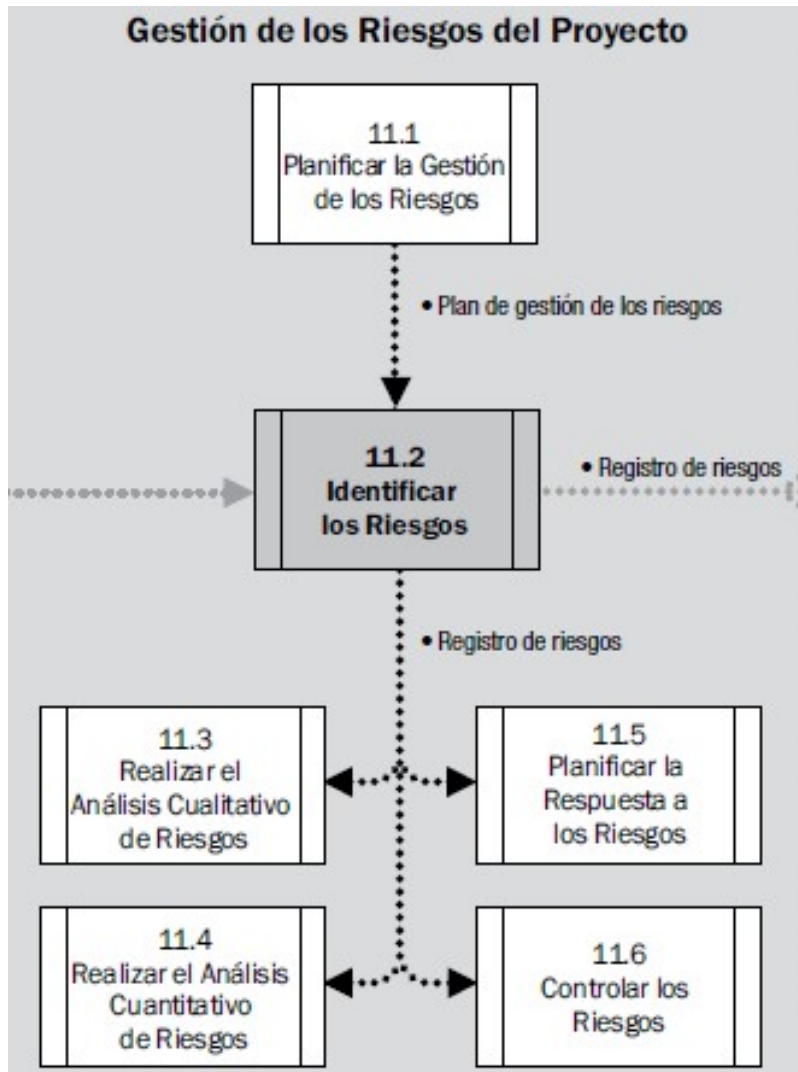 Gestión de los Riesgos del Proyecto
11.1
Planificar la Gestión
de los Riesgos
• Plan de gestión de los riesgos
11.2
Identificar
los Riesgos
• Registro de riesgos
• Registro de riesgos
11.3
Realizar el
Análisis Cualitativo
de Riesgos
11.5
Planificar la
Respuesta a
los Riesgos
11.4
Realizar el Análisis
Cuantitativo
de Riesgos
11.6
Controlar los
Riesgos